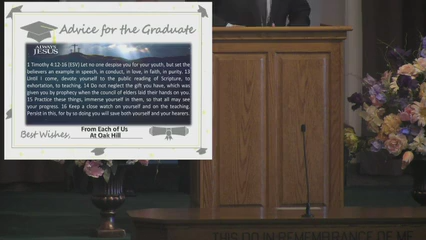 Advice for the Graduate
ALWAYS
JESUS
1 Timothy 4:12-16 (ESV) Let no one despise you for your youth, but set the
believers an example in speech, in conduct, in love, in faith, in purity. 13
Until I come, devote yourself to the public reading of Scripture, to
exhortation, to teaching. 14 Do not neglect the gift you have, which was
given you by prophecy when the council of elders laid their hands on you.
15 Practice these things, immerse yourself in them, so that all may see
your progress. 16 Keep a close watch on yourself and on the teaching.
Persist in this, for by so doing you will save both yourself and your hearers.
Best Wishes,
From Each of Us
At Oak Hill
THIS DO IN REMEMBRANCE OF ME